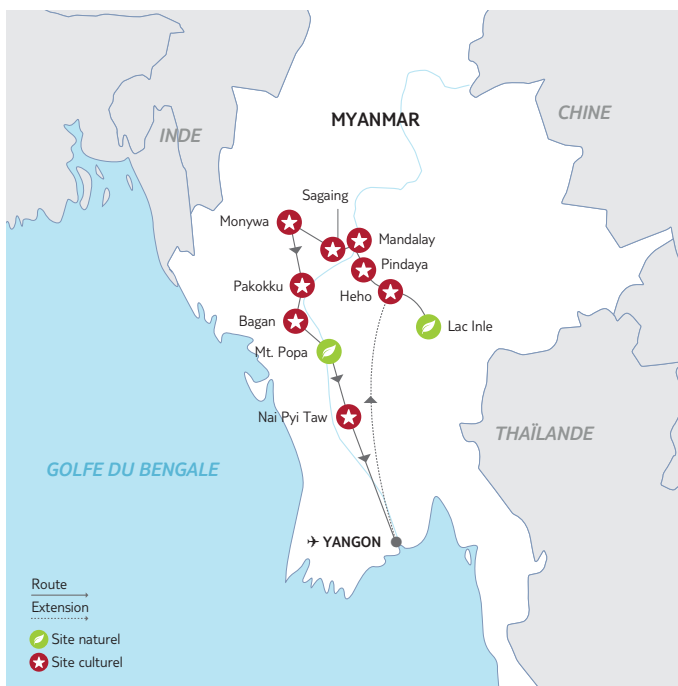 MYANMAR
CHINE
INDE
Sagaing
Monywa
Mandalay
Pindaya
Pakokku
Heho
Bagan
Lac Inle
Mt. Popa
Nai Pyi Taw
THAÏLANDE
GOLFE DU BENGALE
YANGON
Route
Extension
Site naturel
Site culturel